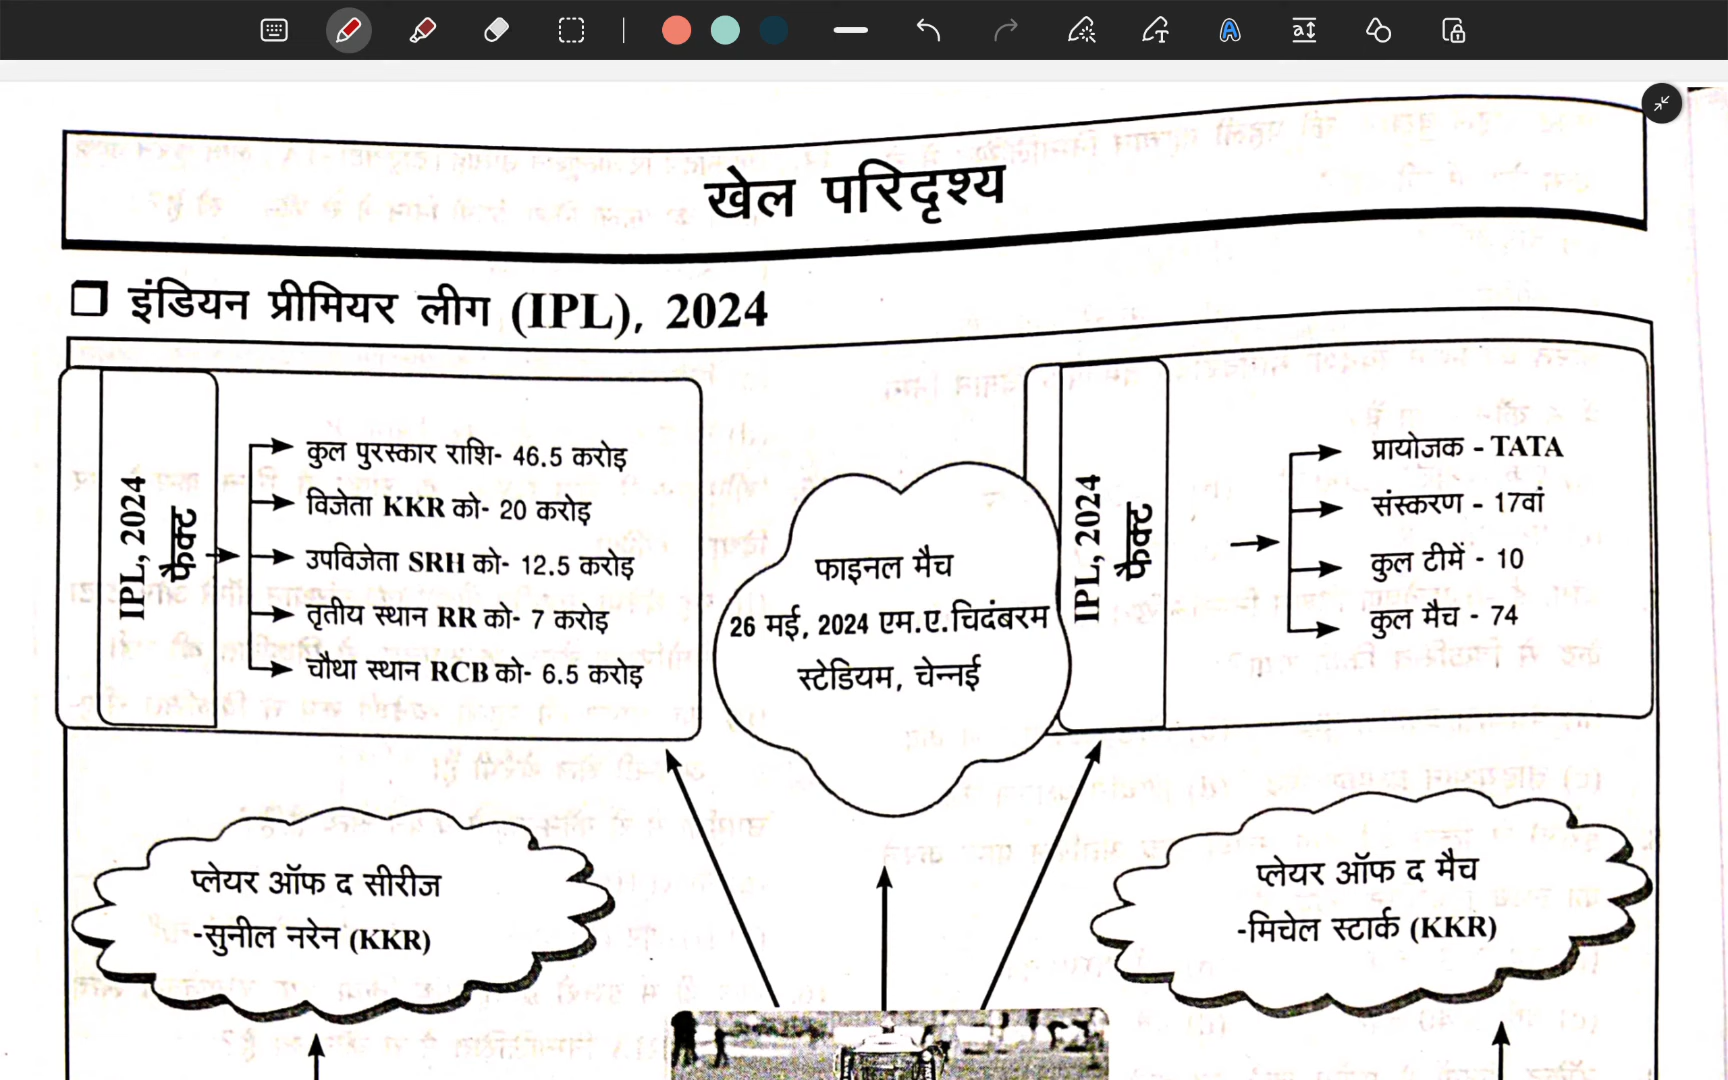 खेल परिदृश्य
इंडियन प्रीमियर लीग (IPL), 2024
IPL, 2024
फैक्ट
कुल पुरस्कार राशि- 46.5 करोड़
विजेता KKR को- 20 करोड़
उपविजेता SRH को- 12.5 करोड़
तृतीय स्थान RR को- 7 करोड़
चौथा स्थान RCB को- 6.5 करोड़
फाइनल मैच
26 मई, 2024 एम.ए.चिदंबरम
स्टेडियम, चेन्नई
IPL, 2024
फैक्ट
प्रायोजक - TATA
संस्करण - 17वां
कुल टीमें - 10
कुल मैच - 74
प्लेयर ऑफ द सीरीज
-सुनील नरेन (KKR)
प्लेयर ऑफ द मैच
-मिचेल स्टार्क (KKR)